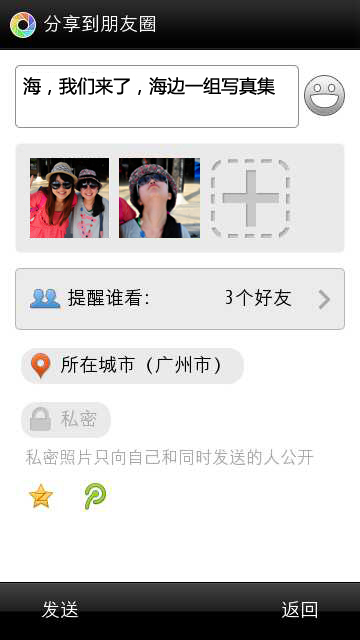 分享到朋友圈
海，我们来了，海边一组写真集
提醒谁看： 3个好友
所在城市（广州市）
私密
私密照片只向自己和同时发送的人公开
发送 返回